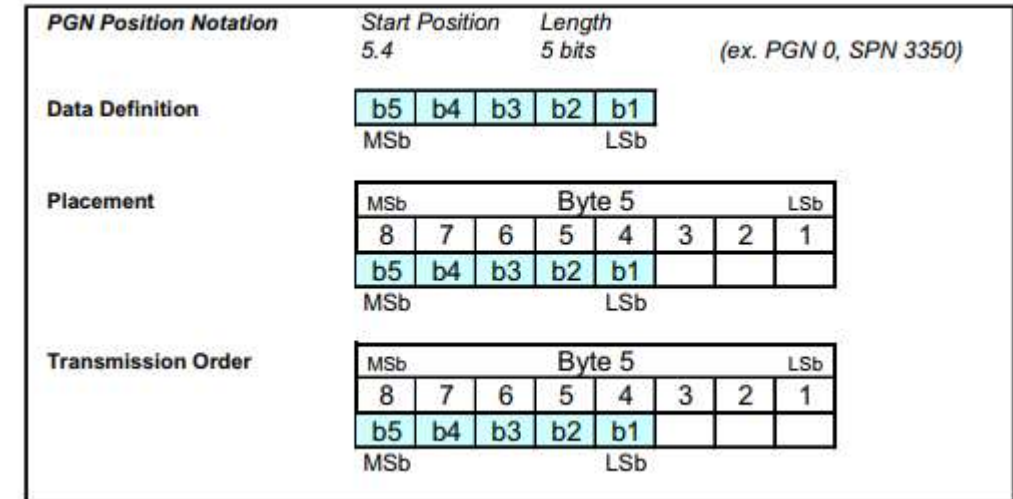 PGN Position Notation Start Position Length
5.4 5 bits (ex. PGN 0, SPN 3350)
Data Definition b5 b4 b3 b2 b1
MSb LSb
Placement MSb Byte 5 LSb
8 7 6 5 4 3 2 1
b5 b4 b3 b2 b1
MSb LSb
Transmission Order MSb Byte 5 LSb
8 7 6 5 4 3 2 1
b5 b4 b3 b2 b1
MSb LSb